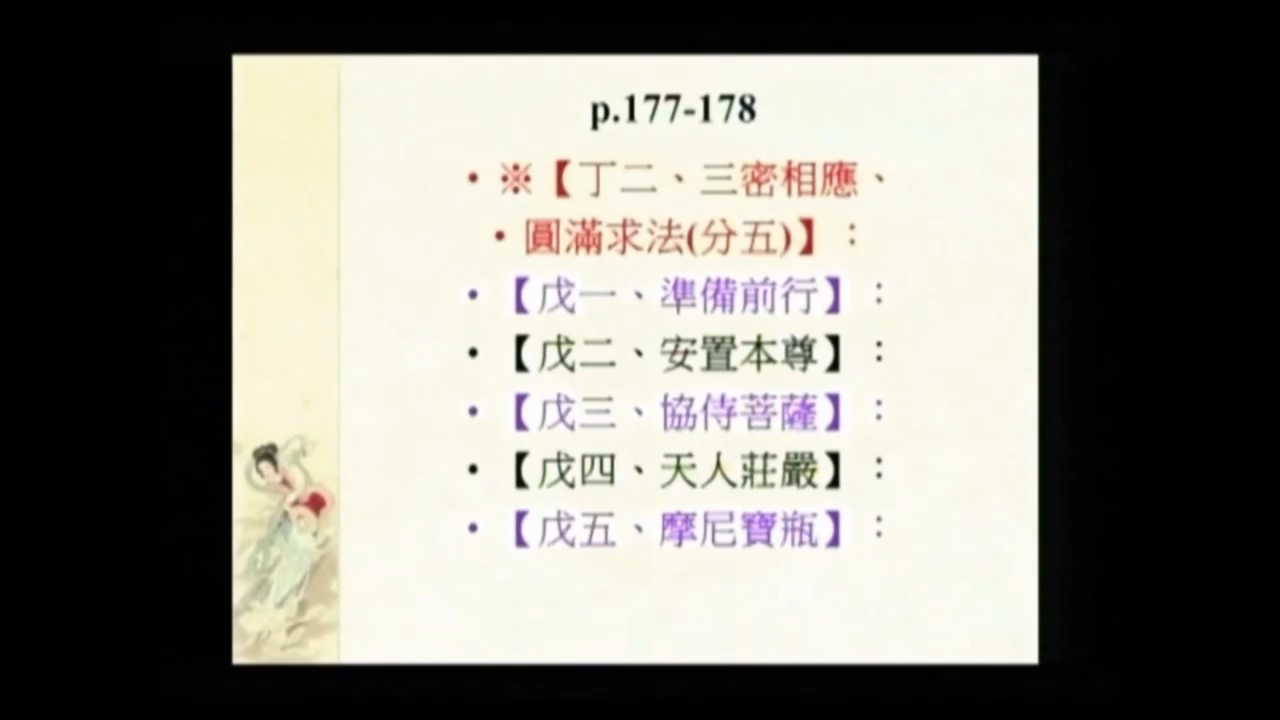 p.177-178
• ※【丁二、三密相應、
• 圓滿求法(分五)】：
• 【戊一、準備前行】：
• 【戊二、安置本尊】：
• 【戊三、協侍菩薩】：
• 【戊四、天人莊嚴】：
• 【戊五、摩尼寶瓶】：